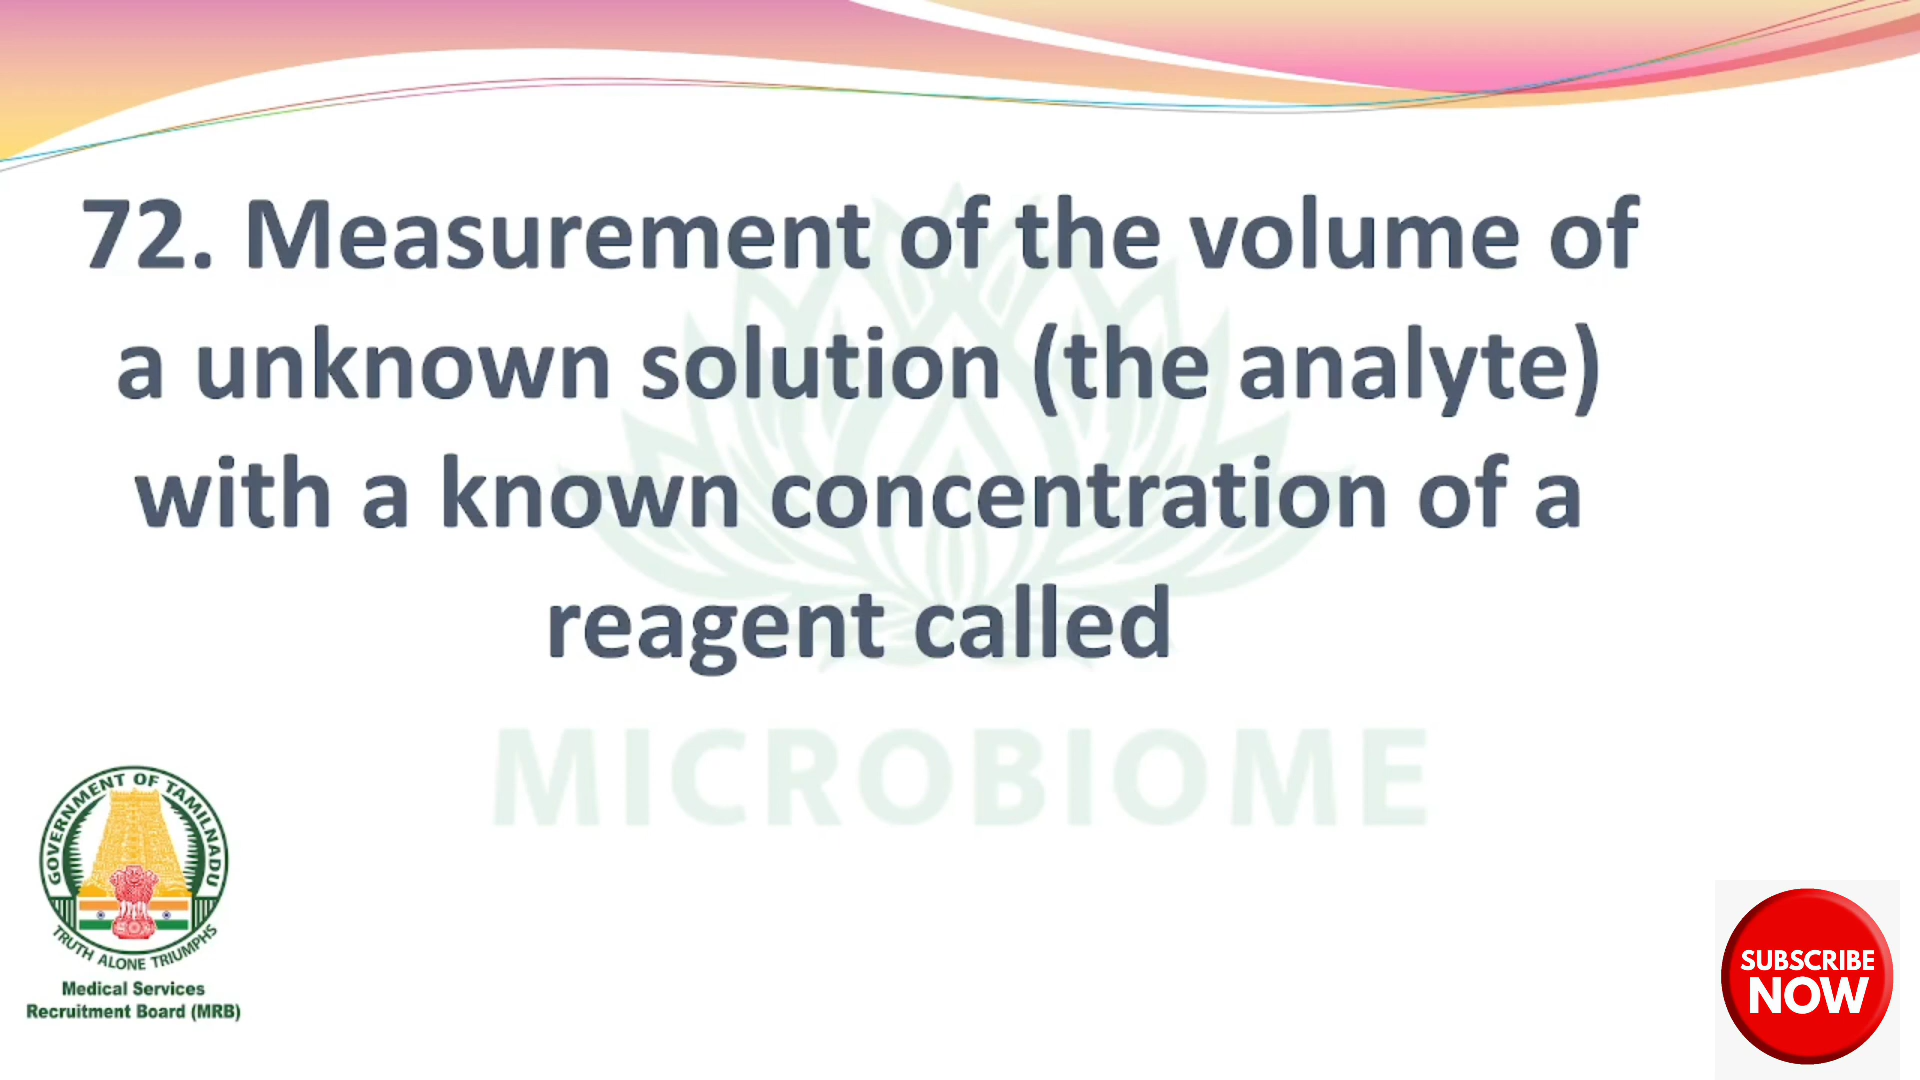 72. Measurement of the volume of
a unknown solution (the analyte)
with a known concentration of a
reagent called
MICROBIOME
GOVERNMENT OF TAMILNADU
TRUTH ALONE TRIUMPHS
Medical Services
Recruitment Board (MRB)
SUBSCRIBE
NOW